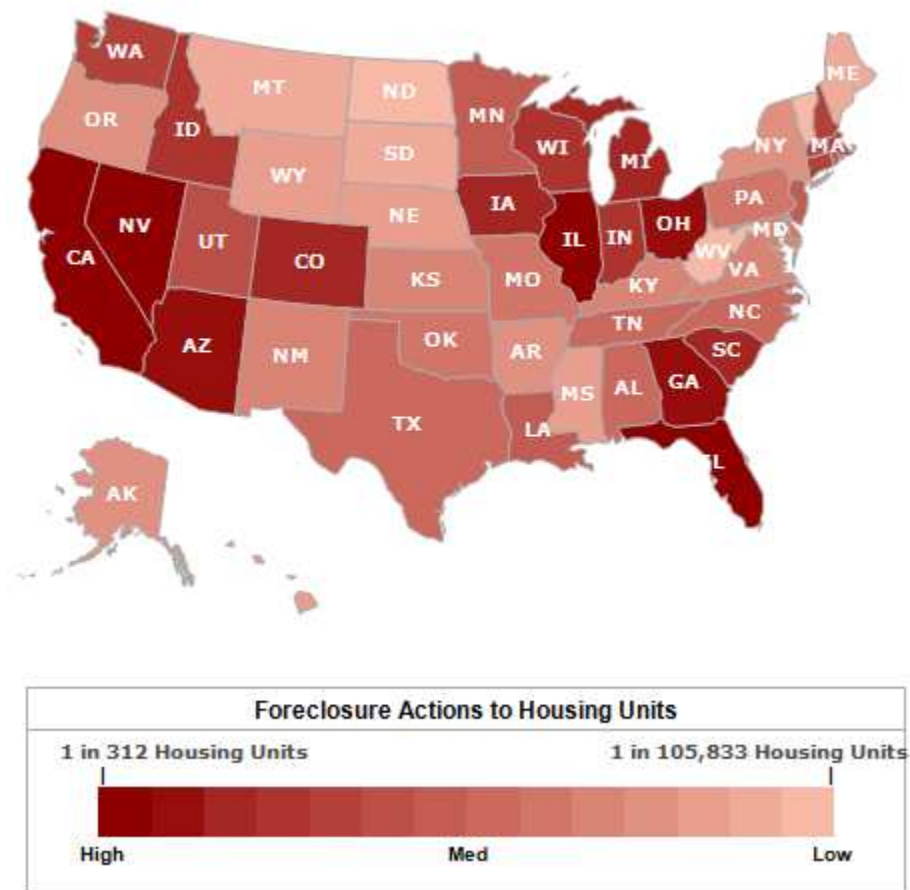 WA
MT
ND
ME
OR
ID
MN
SD
WI
NY
MA
MI
WY
IA
PA
NE
NV
OH
MD
UT
IL
IN
WV
CA
CO
VA
KS
MO
KY
NC
TN
AZ
OK
SC
NM
AR
GA
MS
AL
TX
LA
FL
AK
Foreclosure Actions to Housing Units
1 in 312 Housing Units 1 in 105,833 Housing Units
High Med Low